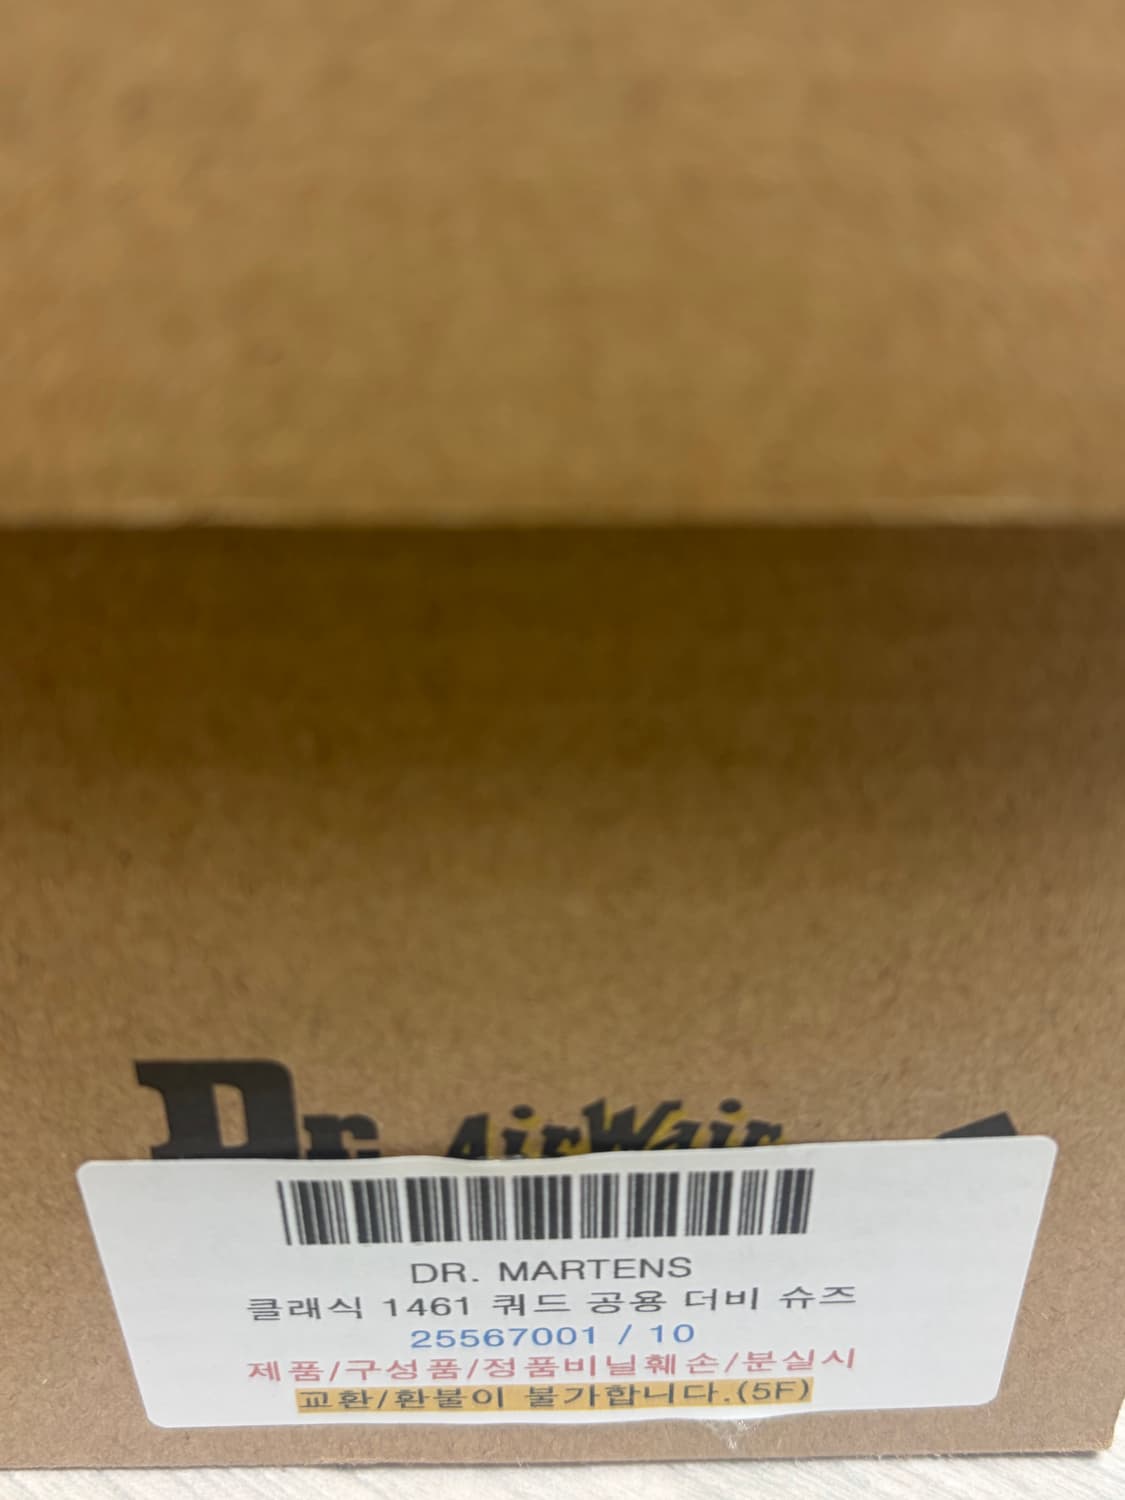 Dr. AirWair
DR. MARTENS
클래식 1461 쿼드 공용 더비 슈즈
25567001 / 10
제품/구성품/정품비닐훼손/분실시
교환/환불이 불가합니다.(5F)